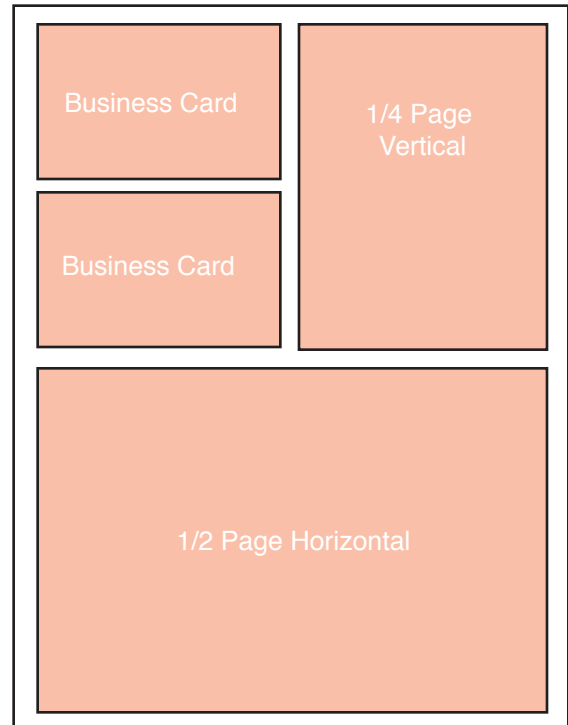 Business Card
1/4 Page
Vertical
Business Card
1/2 Page Horizontal